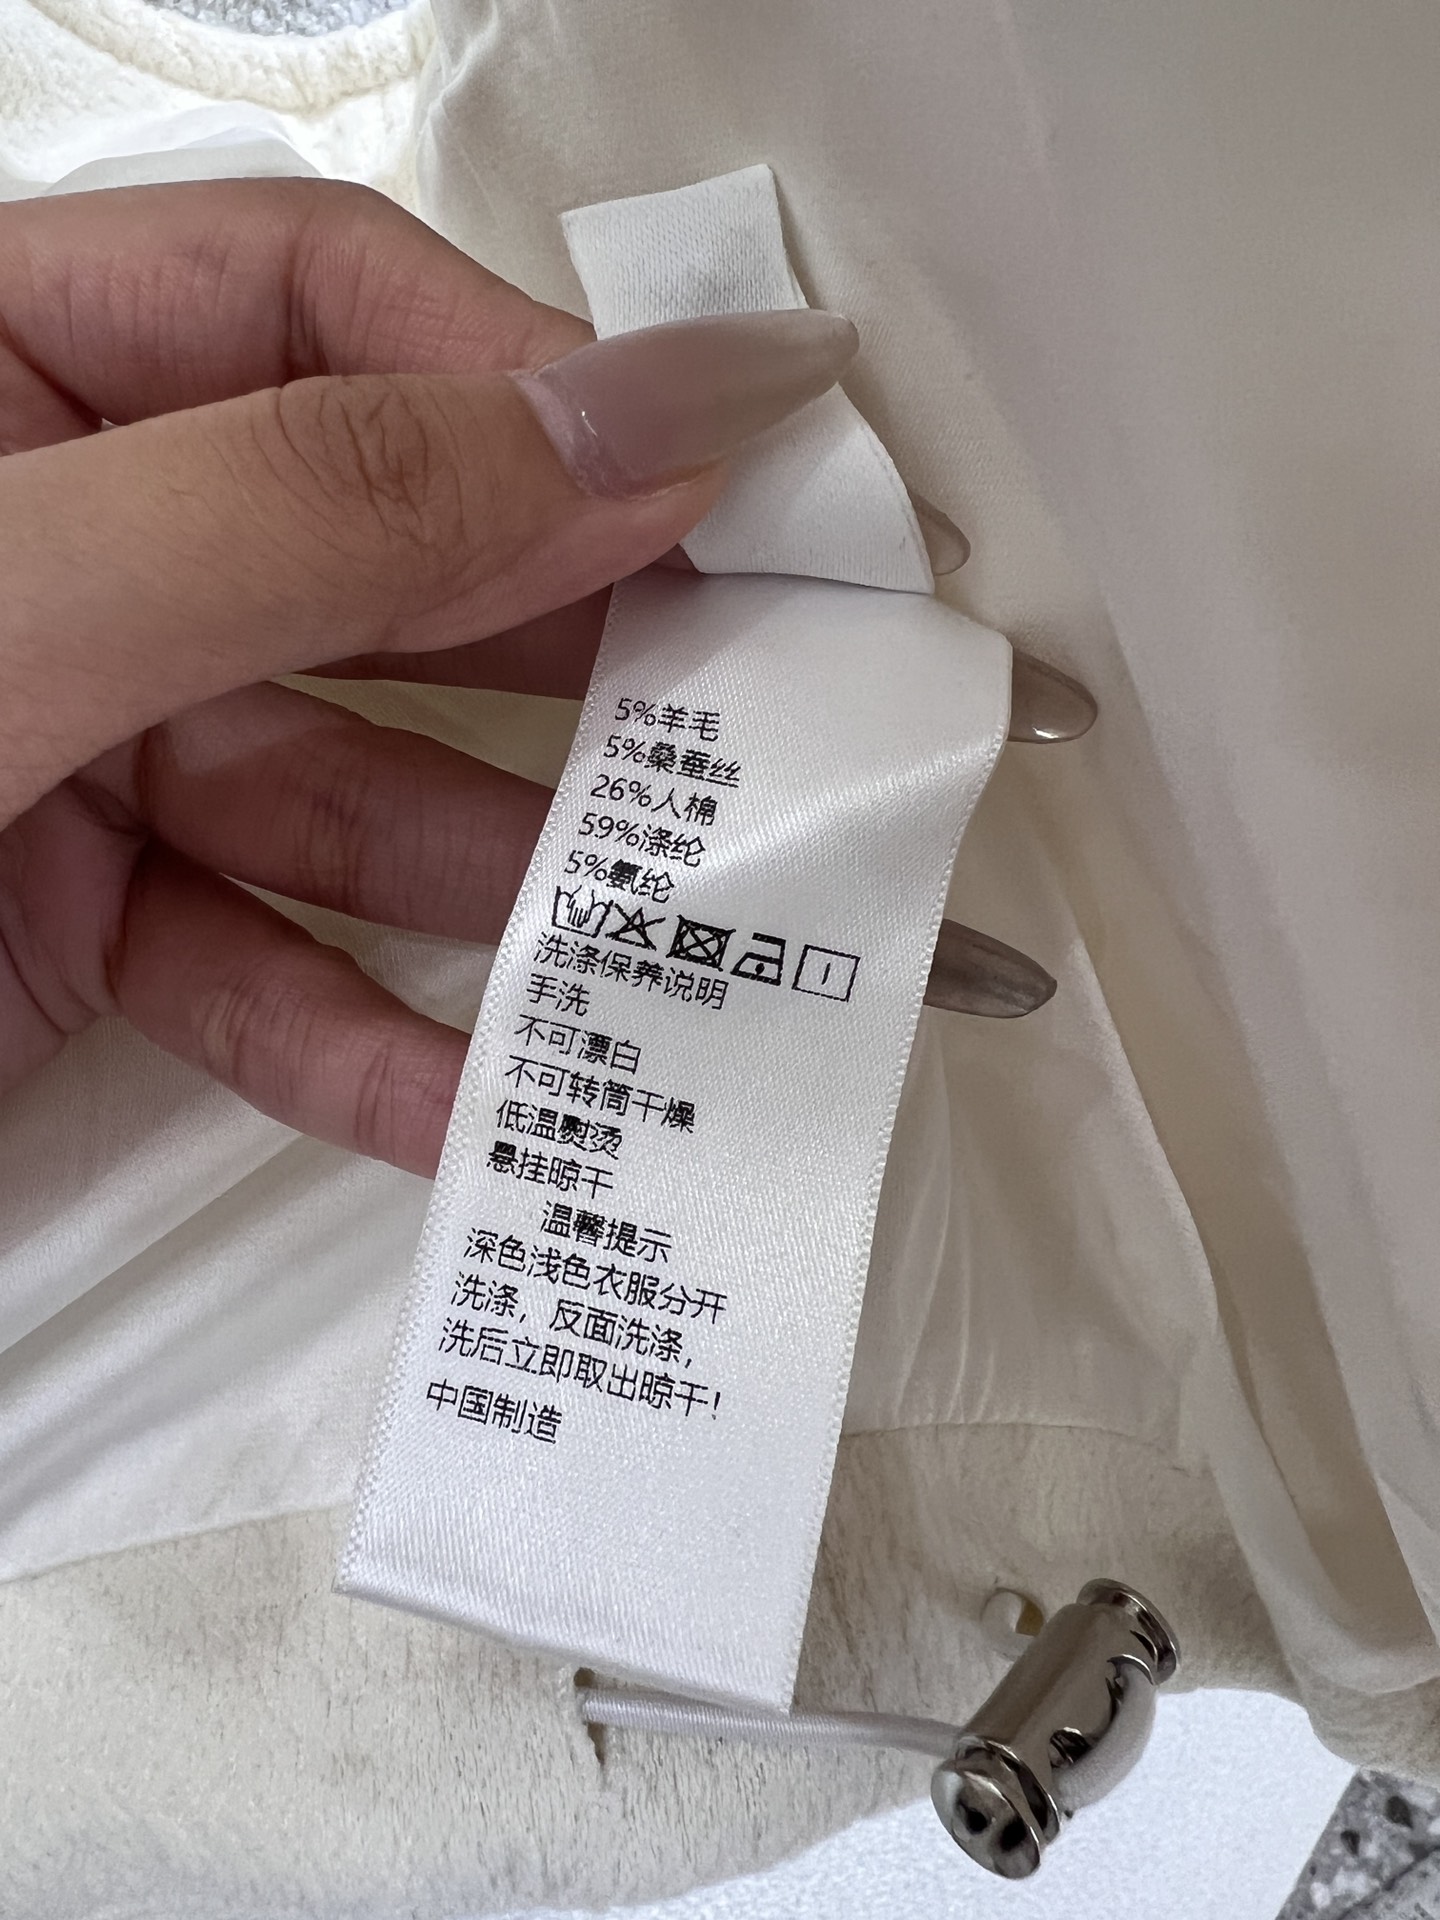 5%羊毛
5%桑蚕丝
26%人棉
59%涤纶
5%氨纶
洗涤保养说明
手洗
不可漂白
不可转筒干燥
低温熨烫
悬挂晾干
温馨提示
深色浅色衣服分开
洗涤，反面洗涤，
洗后立即取出晾干！
中国制造